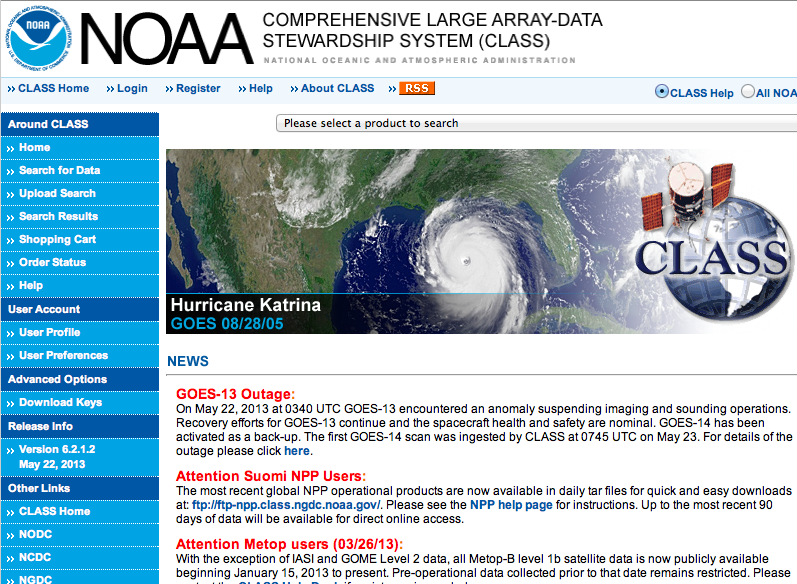 NOAA
NATIONAL OCEANIC AND ATMOSPHERIC ADMINISTRATION
U.S. DEPARTMENT OF COMMERCE
NOAA
COMPREHENSIVE LARGE ARRAY-DATA
STEWARDSHIP SYSTEM (CLASS)
NATIONAL OCEANIC AND ATMOSPHERIC ADMINISTRATION
›› CLASS Home ›› Login ›› Register ›› Help ›› About CLASS ›› RSS CLASS Help All NOA
Around CLASS
›› Home
›› Search for Data
›› Upload Search
›› Search Results
›› Shopping Cart
›› Order Status
›› Help
User Account
›› User Profile
›› User Preferences
Advanced Options
›› Download Keys
Release Info
›› Version 6.2.1.2
May 22, 2013
Other Links
›› CLASS Home
›› NODC
›› NCDC
›› NGDC
Please select a product to search
CLASS
Hurricane Katrina
GOES 08/28/05
NEWS
GOES-13 Outage:
On May 22, 2013 at 0340 UTC GOES-13 encountered an anomaly suspending imaging and sounding operations.
Recovery efforts for GOES-13 continue and the spacecraft health and safety are nominal. GOES-14 has been
activated as a back-up. The first GOES-14 scan was ingested by CLASS at 0745 UTC on May 23. For details of the
outage please click here.
Attention Suomi NPP Users:
The most recent global NPP operational products are now available in daily tar files for quick and easy downloads
at: ftp://ftp-npp.class.ngdc.noaa.gov/. Please see the NPP help page for instructions. Up to the most recent 90
days of data will be available for direct online access.
Attention Metop users (03/26/13):
With the exception of IASI and GOME Level 2 data, all Metop-B level 1b satellite data is now publically available
beginning January 15, 2013 to present. Pre-operational data collected prior to that date remains restricted. Please